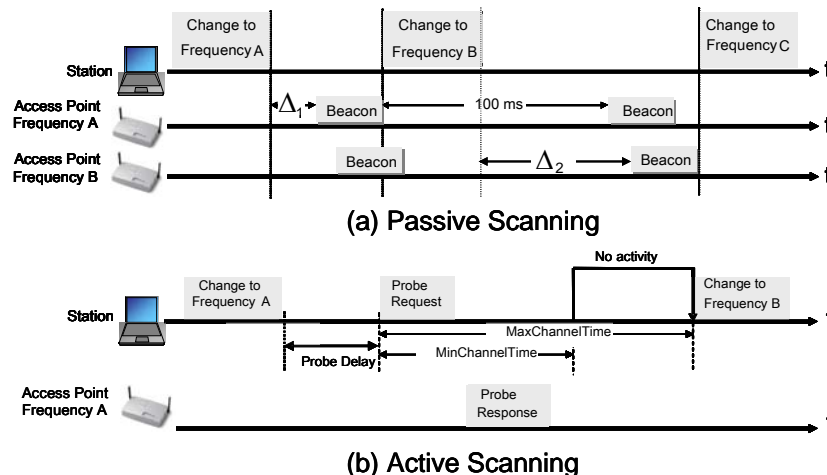 Change to
Frequency A
Change to
Frequency B
Change to
Frequency C
Station
t
Δ1
Beacon
100 ms
Beacon
Access Point
Frequency A
t
Beacon
Δ2
Beacon
Access Point
Frequency B
t
(a) Passive Scanning
No activity
Change to
Frequency A
Probe
Request
Change to
Frequency B
Station
MaxChannelTime
MinChannelTime
Probe Delay
Access Point
Frequency A
Probe
Response
(b) Active Scanning